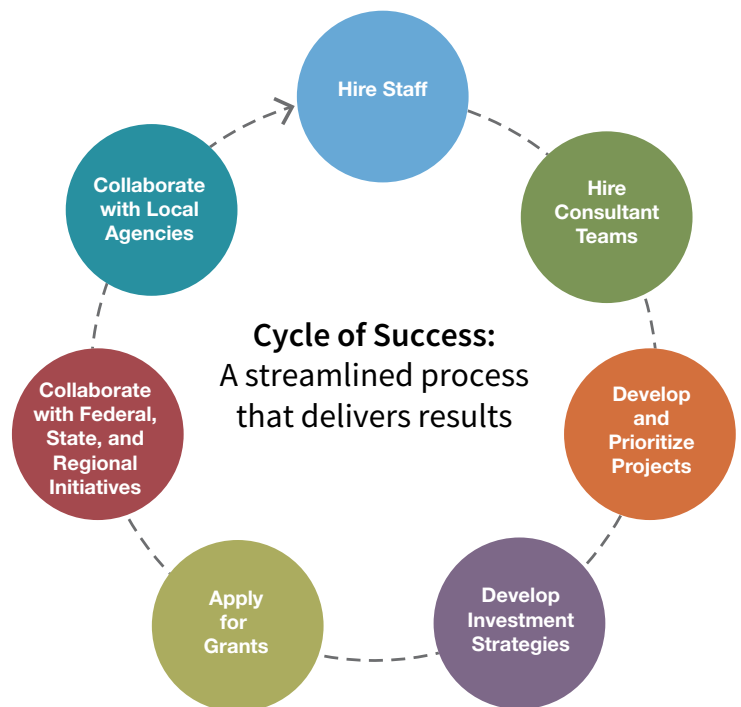 Hire Staff
Hire
Consultant
Teams
Develop
and
Prioritize
Projects
Develop
Investment
Strategies
Apply
for
Grants
Collaborate
with Federal,
State, and
Regional
Initiatives
Collaborate
with Local
Agencies
Cycle of Success:
A streamlined process
that delivers results